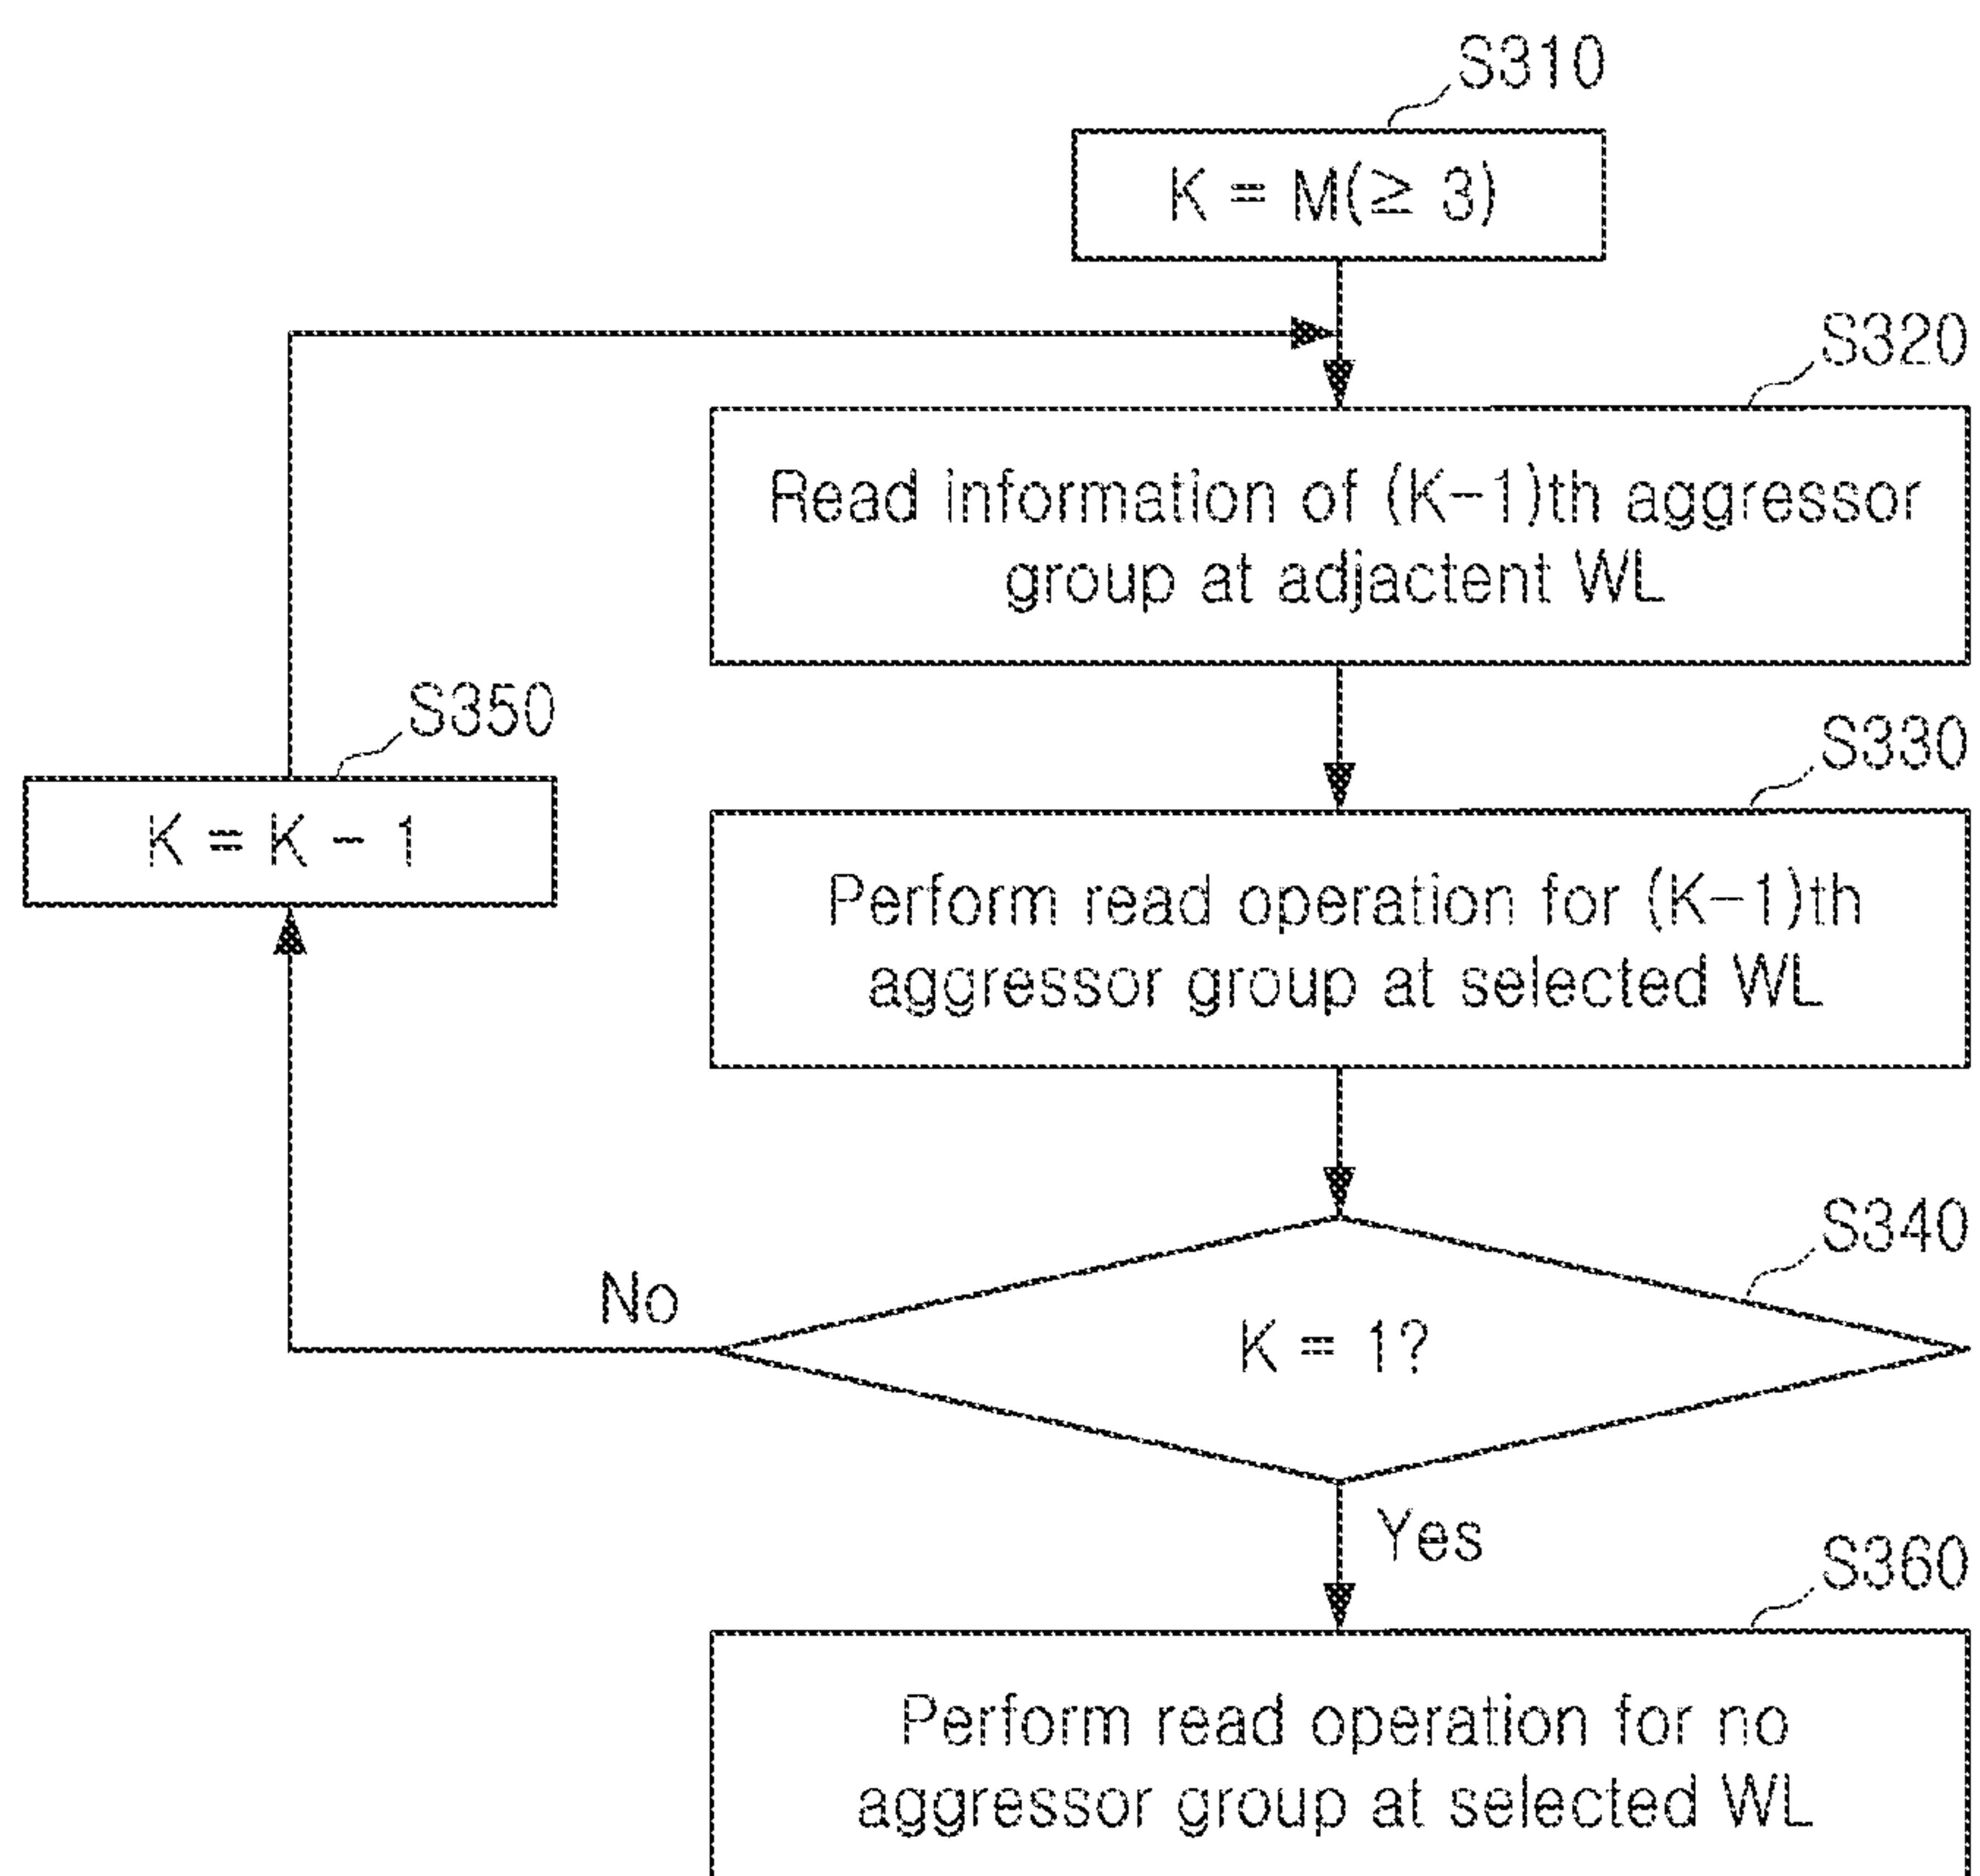 S310
K = M(≥ 3)
S320
Read information of (K-1)th aggressor
group at adjactent WL
S350
K = K - 1
S330
Perform read operation for (K-1)th
aggressor group at selected WL
S340
No
K = 1?
Yes
S360
Perform read operation for no
aggressor group at selected WL